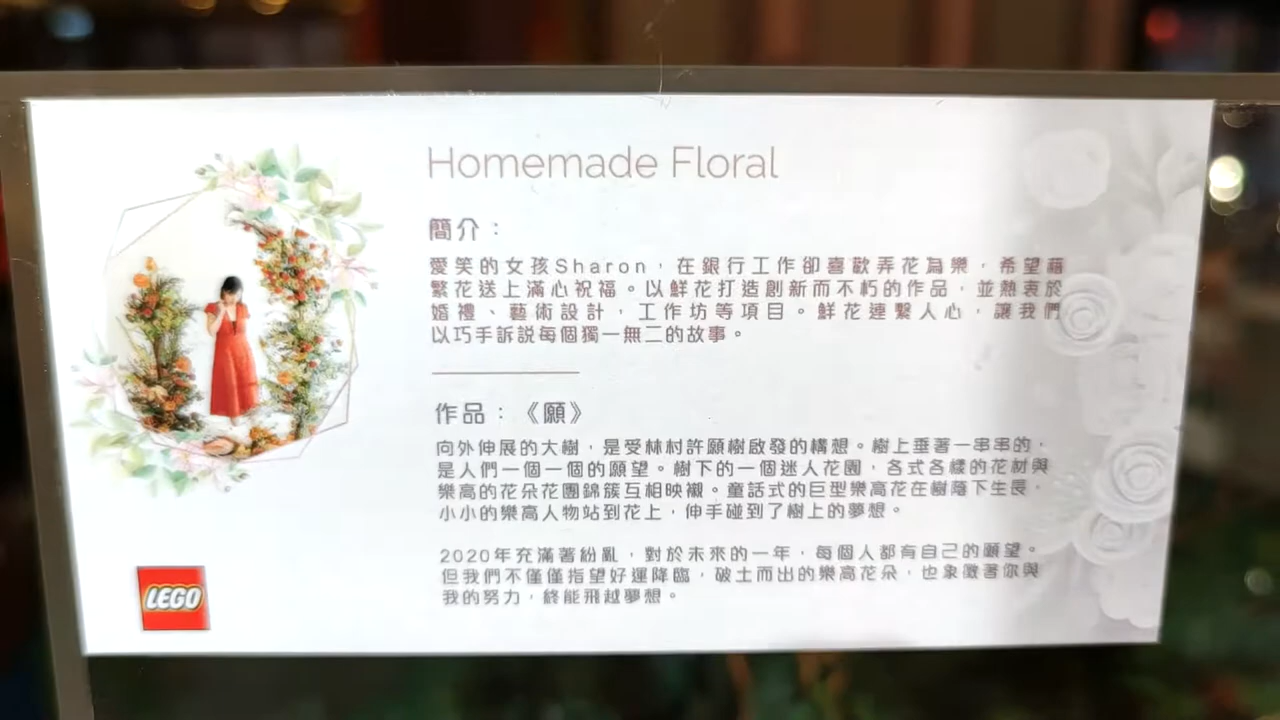 Homemade Floral
簡介：
愛笑的女孩Sharon，在銀行工作卻喜歡弄花為樂，希望藉
繁花送上滿心祝福。以鮮花打造創新而不朽的作品，並熱衷於
婚禮、藝術設計，工作坊等項目。鮮花連繫人心，讓我們
以巧手訴說每個獨一無二的故事。
作品：《願》
向外伸展的大樹，是受林村許願樹啟發的構想。樹上垂著一串串的，
是人們一個一個的願望。樹下的一個迷人花園，各式各樣的花材與
樂高的花朵花團錦簇互相映襯。童話式的巨型樂高花在樹蔭下生長，
小小的樂高人物站到花上，伸手碰到了樹上的夢想。
2020年充滿著紛亂，對於未來的一年，每個人都有自己的願望。
但我們不僅僅指望好運降臨，破土而出的樂高花朵，也象徵著你與
我的努力，終能飛越夢想。
LEGO